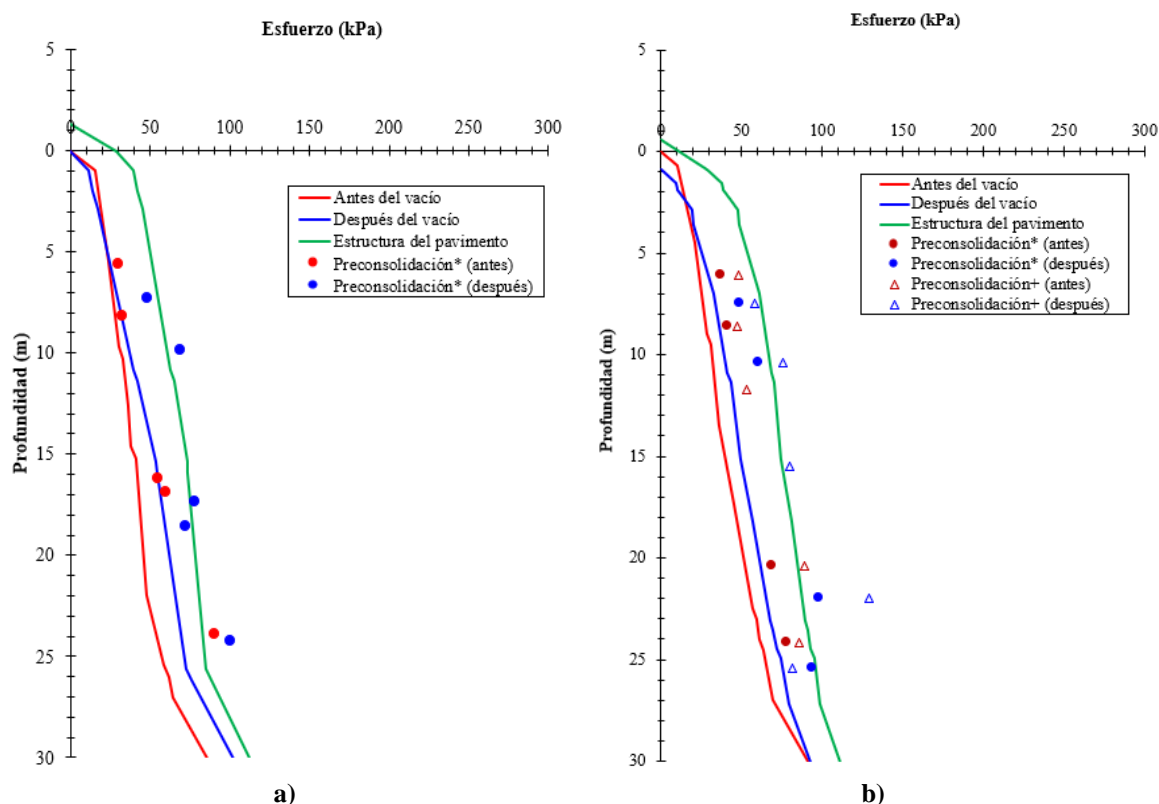 Esfuerzo (kPa)
5
0 50 100 150 200 250 300
0
5
10
15
20
25
30
Profundidad (m)
Antes del vacío
Después del vacío
Estructura del pavimento
Preconsolidación* (antes)
Preconsolidación* (después)
a)
Esfuerzo (kPa)
5
0 50 100 150 200 250 300
0
5
10
15
20
25
30
Profundidad (m)
Antes del vacío
Después del vacío
Estructura del pavimento
Preconsolidación* (antes)
Preconsolidación* (después)
Preconsolidación+ (antes)
Preconsolidación+ (después)
b)